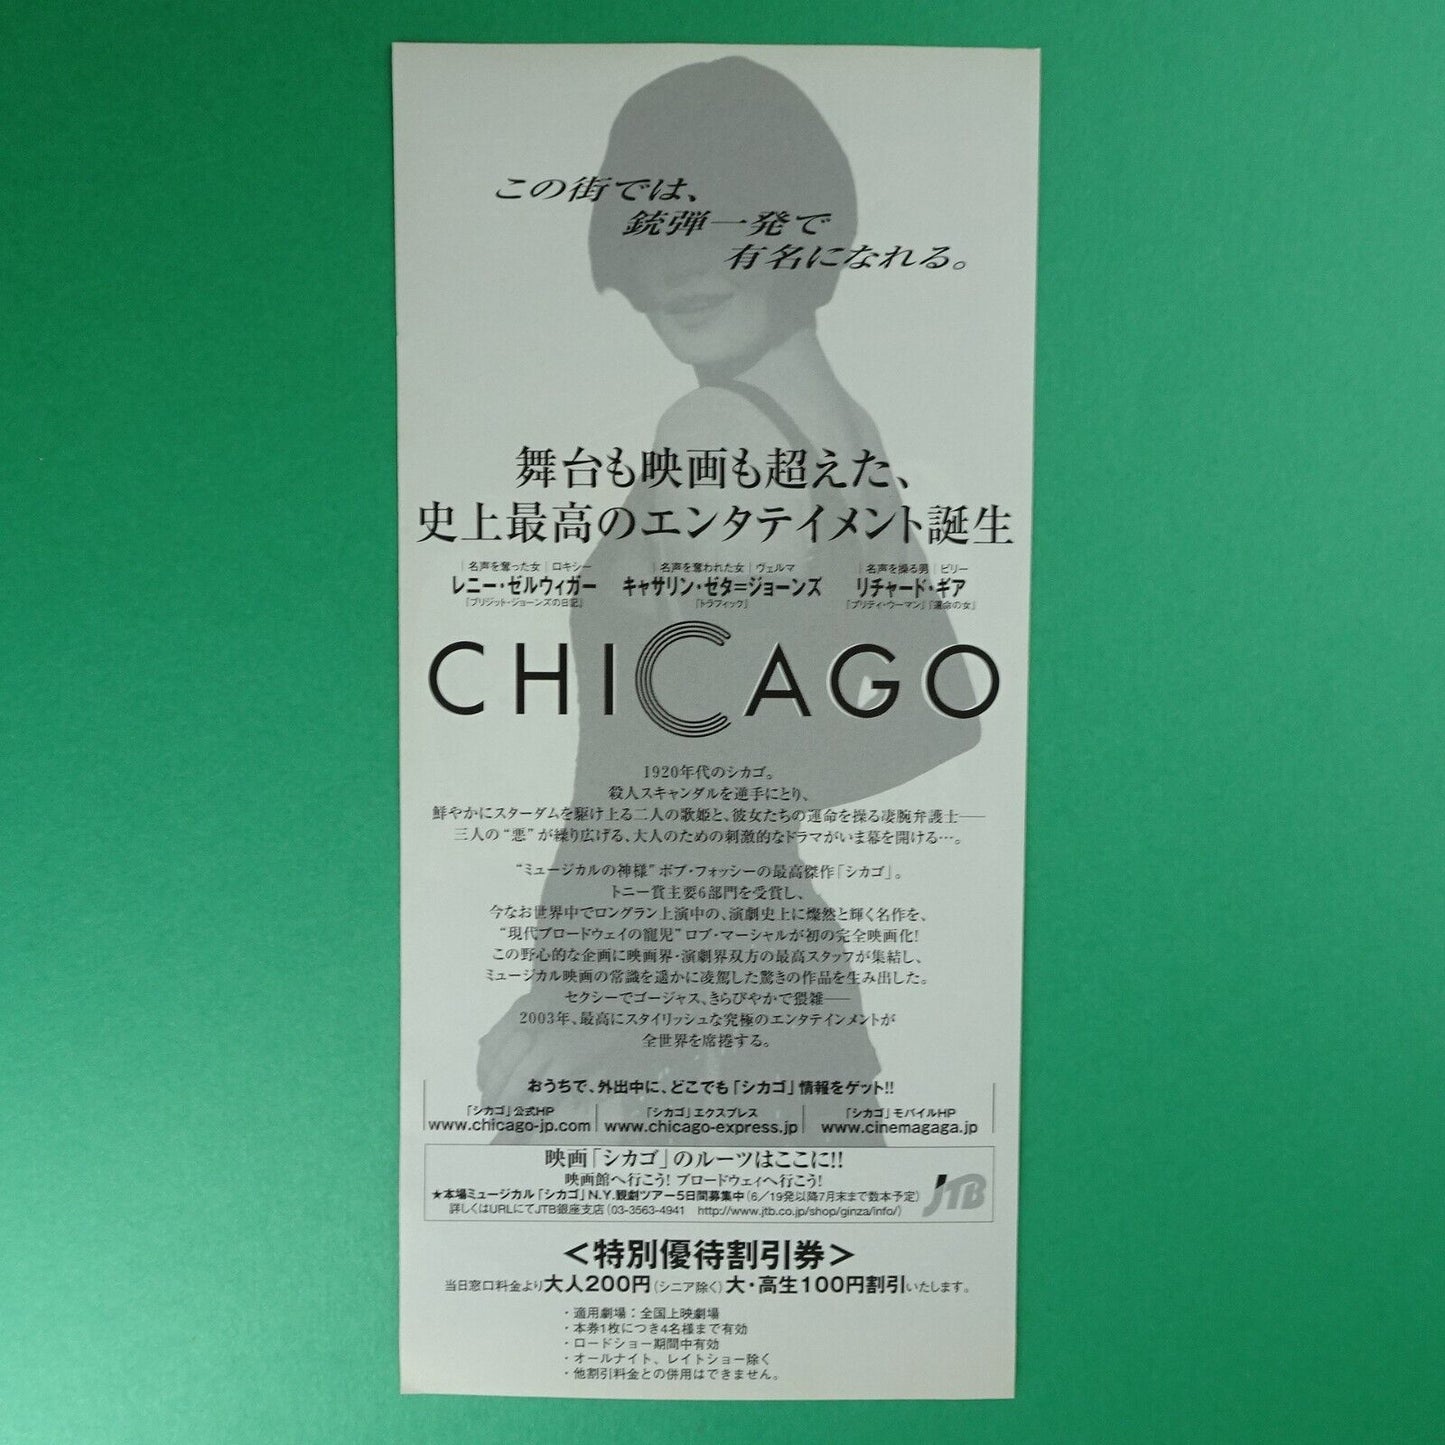 この街では、
銃弾一発で
有名になれる。
舞台も映画も超えた、
史上最高のエンタテイメント誕生
｜名声を奪った女｜ロキシー
レニー・ゼルウィガー
『ブリジット・ジョーンズの日記』
｜名声を奪われた女｜ヴェルマ
キャサリン・ゼタ=ジョーンズ
『トラフィック』
｜名声を操る男｜ビリー
リチャード・ギア
『プリティ・ウーマン』『運命の女』
CHICAGO
1920年代のシカゴ。
殺人スキャンダルを逆手にとり、
鮮やかにスターダムを駆け上る二人の歌姫と、彼女たちの運命を操る凄腕弁護士――
三人の“悪”が繰り広げる、大人のための刺激的なドラマがいま幕を開ける…。
“ミュージカルの神様”ボブ・フォッシーの最高傑作「シカゴ」。
トニー賞主要6部門を受賞し、
今なお世界中でロングラン上演中の、演劇史上に燦然と輝く名作を、
“現代ブロードウェイの寵児”ロブ・マーシャルが初の完全映画化!
この野心的な企画に映画界・演劇界双方の最高スタッフが集結し、
ミュージカル映画の常識を遥かに凌駕した驚きの作品を生み出した。
セクシーでゴージャス、きらびやかで猥雑――
2003年、最高にスタイリッシュな究極のエンタテインメントが
全世界を席捲する。
おうちで、外出中に、どこでも「シカゴ」情報をゲット!!
「シカゴ」公式HP
www.chicago-jp.com
「シカゴ」エクスプレス
www.chicago-express.jp
「シカゴ」モバイルHP
www.cinemagaga.jp
映画「シカゴ」のルーツはここに!!
映画館へ行こう! ブロードウェィへ行こう!
★本場ミュージカル「シカゴ」N.Y.観劇ツアー5日間募集中(6／19発以降7月末まで数本予定)
詳しくはURLにてJTB銀座支店(03-3563-4941 http://www.jtb.co.jp/shop/ginza/info/)
JTB
＜特別優待割引券＞
当日窓口料金より大人200円(シニア除く)大・高生100円割引いたします。
・適用劇場：全国上映劇場
・本券1枚につき4名様まで有効
・ロードショー期間中有効
・オールナイト、レイトショー除く
・他割引料金との併用はできません。